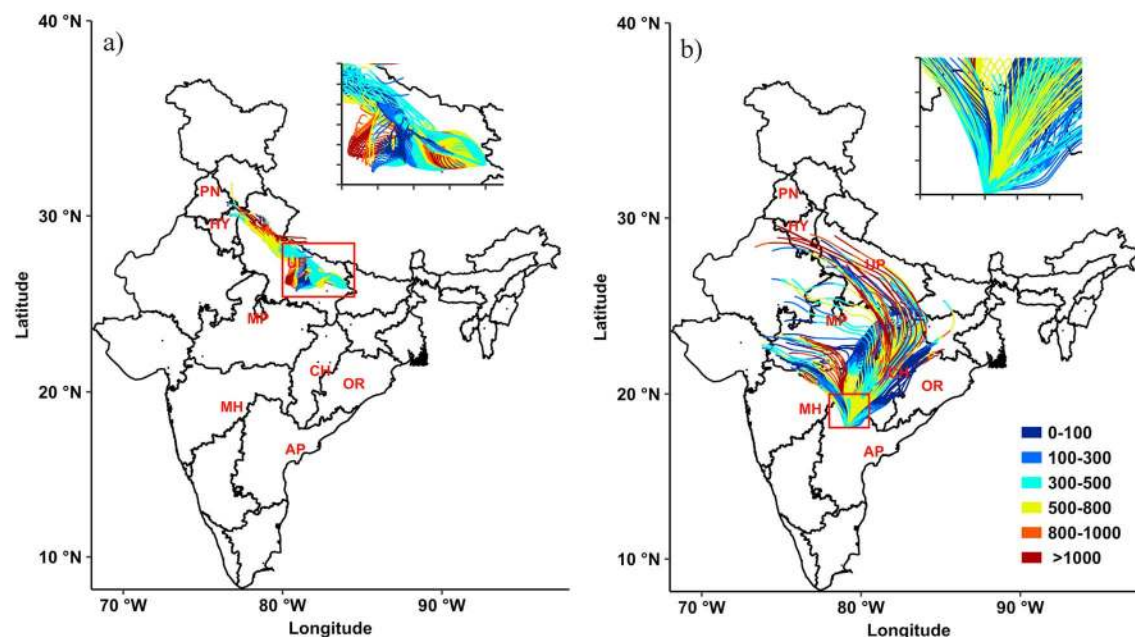 a)
40 °N
30 °N
20 °N
10 °N
Latitude
PN
HY
UP
MP
CH
OR
MH
AP
70 °W
80 °W
90 °W
Longitude
b)
40 °N
30 °N
20 °N
10 °N
Latitude
PN
HY
UP
MP
CH
OR
MH
AP
0-100
100-300
300-500
500-800
800-1000
>1000
70 °W
80 °W
90 °W
Longitude